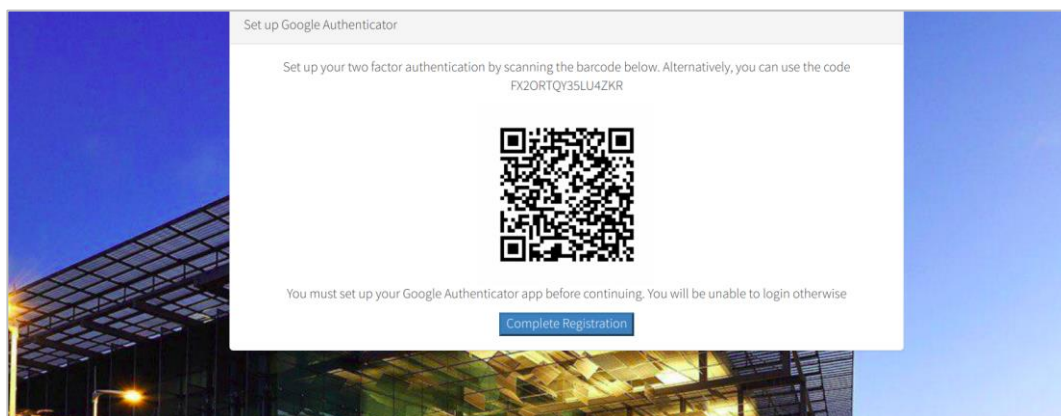 Set up Google Authenticator
Set up your two factor authentication by scanning the barcode below. Alternatively, you can use the code
FX2ORTQY35LU4ZKR
You must set up your Google Authenticator app before continuing. You will be unable to login otherwise
Complete Registration